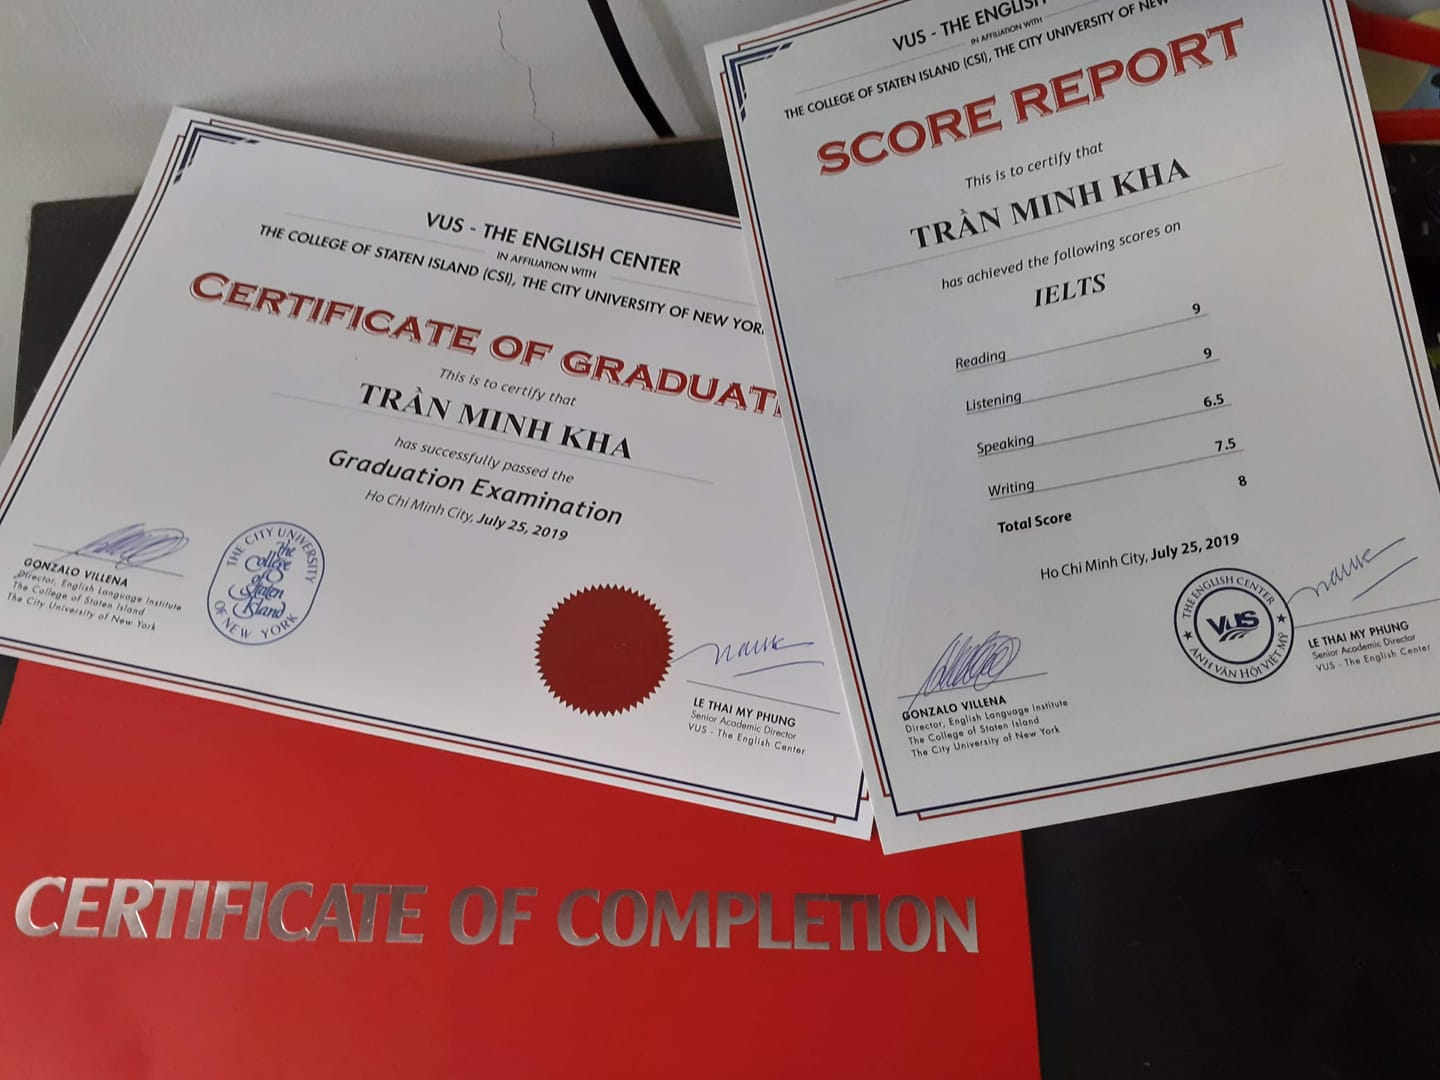 VUS - THE ENGLISH CENTER
IN AFFILIATION WITH
THE COLLEGE OF STATEN ISLAND (CSI), THE CITY UNIVERSITY OF NEW YOR
CERTIFICATE OF GRADUAT
This is to certify that
TRẦN MINH KHA
has successfully passed the
Graduation Examination
Ho Chi Minh City, July 25, 2019
GONZALO VILLENA
Director, English Language Institute
The College of Staten Island
The City University of New York
THE CITY UNIVERSITY
The College of Staten Island
OF NEW YORK
LE THAI MY PHUNG
Senior Academic Director
VUS - The English Center
VUS - THE ENGLISH
IN AFFILIATION WITH
THE COLLEGE OF STATEN ISLAND (CSI), THE CITY UNIVERSITY OF NEW
SCORE REPORT
This is to certify that
TRẦN MINH KHA
has achieved the following scores on
IELTS
Reading 9
Listening 9
Speaking 6.5
Writing 7.5
Total Score 8
Ho Chi Minh City, July 25, 2019
GONZALO VILLENA
Director, English Language Institute
The College of Staten Island
The City University of New York
THE ENGLISH CENTER
VUS
ANH VĂN HỘI VIỆT MỸ
LE THAI MY PHUNG
Senior Academic Director
VUS - The English Center
CERTIFICATE OF COMPLETION